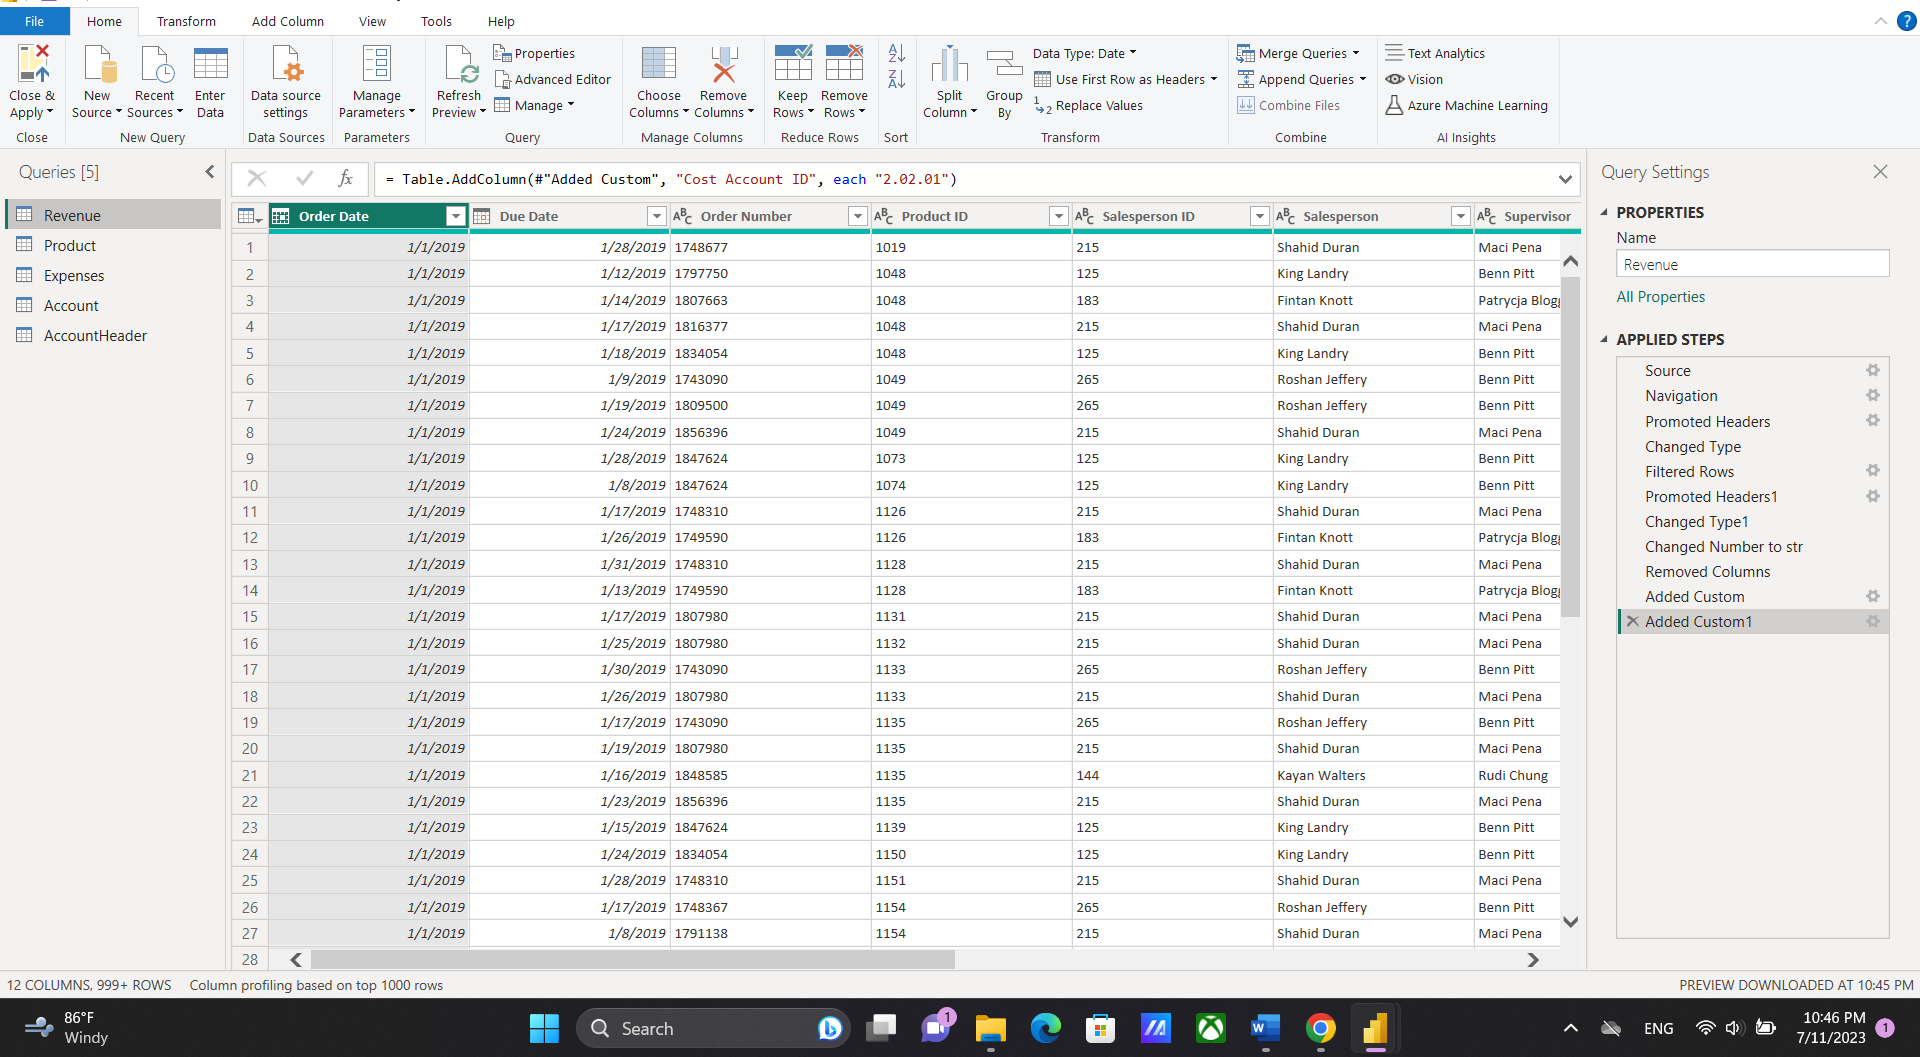 File Home Transform Add Column View Tools Help
Close & Apply
Close
New Source
Recent Sources
Enter Data
New Query
Data source settings
Data Sources
Manage Parameters
Parameters
Refresh Preview
Properties
Advanced Editor
Manage
Query
Choose Columns
Remove Columns
Manage Columns
Keep Rows
Remove Rows
Reduce Rows
Sort
Split Column
Group By
Data Type: Date
Use First Row as Headers
Replace Values
Transform
Merge Queries
Append Queries
Combine Files
Combine
Text Analytics
Vision
Azure Machine Learning
AI Insights
Queries [5]
Revenue
Product
Expenses
Account
AccountHeader
fx = Table.AddColumn(#"Added Custom", "Cost Account ID", each "2.02.01")
Order Date Due Date Order Number Product ID Salesperson ID Salesperson Supervisor
1 1/1/2019 1/28/2019 1748677 1019 215 Shahid Duran Maci Pena
2 1/1/2019 1/12/2019 1797750 1048 125 King Landry Benn Pitt
3 1/1/2019 1/14/2019 1807663 1048 183 Fintan Knott Patrycja Blogg
4 1/1/2019 1/17/2019 1816377 1048 215 Shahid Duran Maci Pena
5 1/1/2019 1/18/2019 1834054 1048 125 King Landry Benn Pitt
6 1/1/2019 1/9/2019 1743090 1049 265 Roshan Jeffery Benn Pitt
7 1/1/2019 1/19/2019 1809500 1049 265 Roshan Jeffery Benn Pitt
8 1/1/2019 1/24/2019 1856396 1049 215 Shahid Duran Maci Pena
9 1/1/2019 1/28/2019 1847624 1073 125 King Landry Benn Pitt
10 1/1/2019 1/8/2019 1847624 1074 125 King Landry Benn Pitt
11 1/1/2019 1/17/2019 1748310 1126 215 Shahid Duran Maci Pena
12 1/1/2019 1/26/2019 1749590 1126 183 Fintan Knott Patrycja Blogg
13 1/1/2019 1/31/2019 1748310 1128 215 Shahid Duran Maci Pena
14 1/1/2019 1/13/2019 1749590 1128 183 Fintan Knott Patrycja Blogg
15 1/1/2019 1/17/2019 1807980 1131 215 Shahid Duran Maci Pena
16 1/1/2019 1/25/2019 1807980 1132 215 Shahid Duran Maci Pena
17 1/1/2019 1/30/2019 1743090 1133 265 Roshan Jeffery Benn Pitt
18 1/1/2019 1/26/2019 1807980 1133 215 Shahid Duran Maci Pena
19 1/1/2019 1/17/2019 1743090 1135 265 Roshan Jeffery Benn Pitt
20 1/1/2019 1/19/2019 1807980 1135 215 Shahid Duran Maci Pena
21 1/1/2019 1/16/2019 1848585 1135 144 Kayan Walters Rudi Chung
22 1/1/2019 1/23/2019 1856396 1135 215 Shahid Duran Maci Pena
23 1/1/2019 1/15/2019 1847624 1139 125 King Landry Benn Pitt
24 1/1/2019 1/24/2019 1834054 1150 125 King Landry Benn Pitt
25 1/1/2019 1/28/2019 1748310 1151 215 Shahid Duran Maci Pena
26 1/1/2019 1/17/2019 1748367 1154 265 Roshan Jeffery Benn Pitt
27 1/1/2019 1/8/2019 1791138 1154 215 Shahid Duran Maci Pena
28
Query Settings
PROPERTIES
Name
Revenue
All Properties
APPLIED STEPS
Source
Navigation
Promoted Headers
Changed Type
Filtered Rows
Promoted Headers1
Changed Type1
Changed Number to str
Removed Columns
Added Custom
Added Custom1
12 COLUMNS, 999+ ROWS Column profiling based on top 1000 rows PREVIEW DOWNLOADED AT 10:45 PM
86°F
Windy
Search
1
ENG
10:46 PM
7/11/2023
1